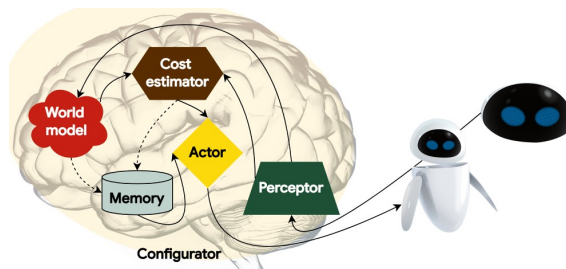 Cost
estimator
World
model
Actor
Memory
Perceptor
Configurator